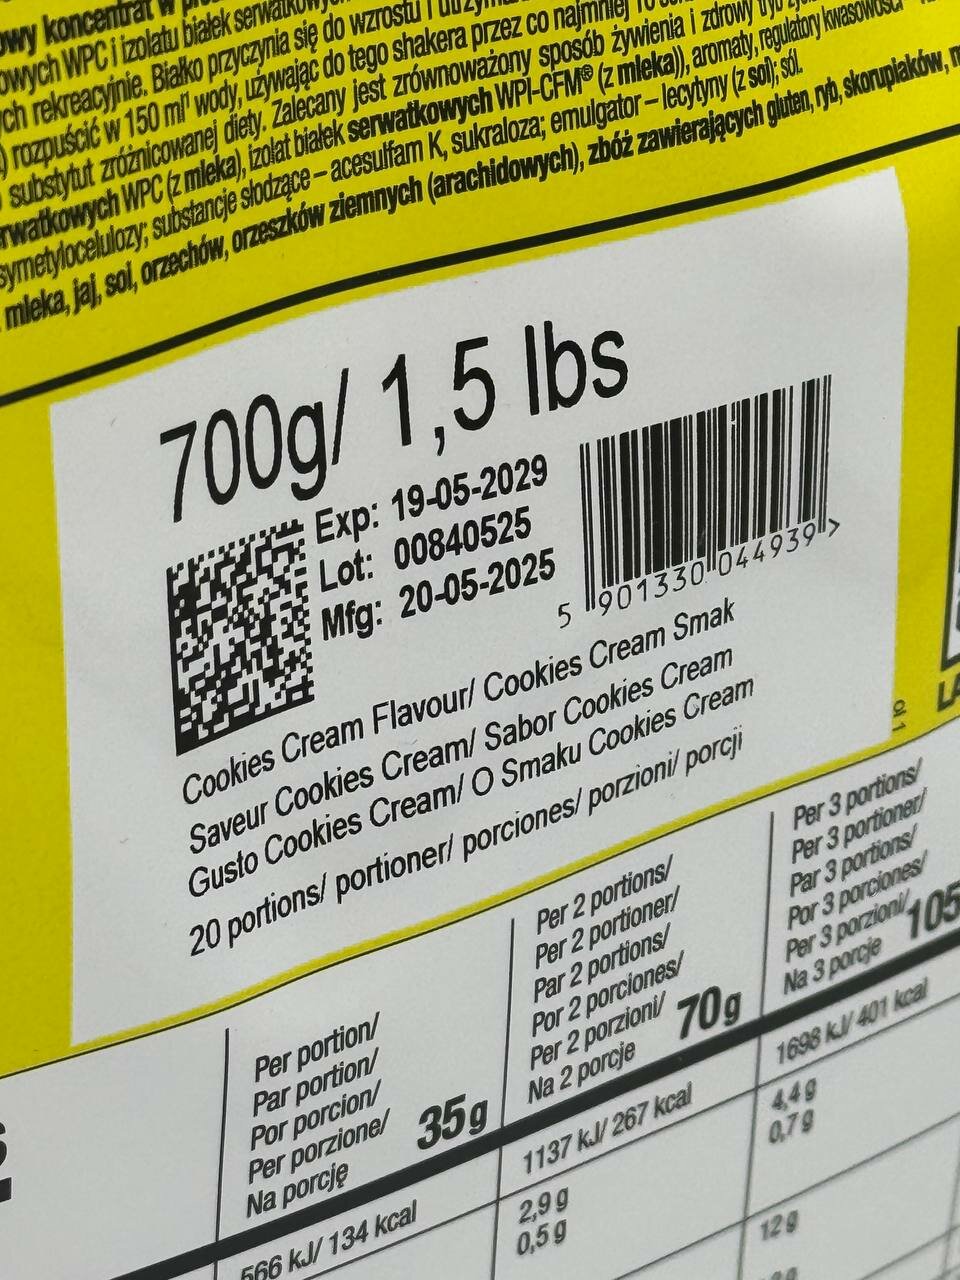 koncentrat w
owych WPC i izolatu białek
ch rekreacyjnie. Białko przyczynia się do wzrostu i
rozpuścić w 150 ml wody, używając do tego shakera przez co najmniej 10
substytut zróżnicowanej diety. Zalecany jest zrównoważony sposób żywienia i zdrowy
rwatkowych WPC (z mleka), izolat białek serwatkowych WPI-CFM® (z mleka)), aromaty, regulatory kwasowości
symetylocelulozy; substancje słodzące – acesulfam K, sukraloza; emulgator – lecytyny (z soi); sól.
mleka, jaj, soi, orzechów, orzeszków ziemnych (arachidowych), zbóż zawierających gluten, ryb, skorupiaków,
700g/ 1,5 lbs
Exp: 19-05-2029
Lot: 00840525
Mfg: 20-05-2025
5 901330 044939 >
Cookies Cream Flavour/ Cookies Cream Smak
Saveur Cookies Cream/ Sabor Cookies Cream
Gusto Cookies Cream/ O Smaku Cookies Cream
20 portions/ portioner/ porciones/ porzioni/ porcji
Per portion/
Par portion/
Por porcion/
Per porzione/
Na porcję
35g
Per 2 portions/
Per 2 portioner/
Par 2 portions/
Por 2 porciones/
Per 2 porzioni/
Na 2 porcje
70g
Per 3 portions/
Per 3 portioner/
Par 3 portions/
Por 3 porciones/
Per 3 porzioni/
Na 3 porcje
105
566 kJ/ 134 kcal
1137 kJ/ 267 kcal
1698 kJ/ 401 kcal
2,9 g
4,4 g
0,5 g
0,7 g
12 g